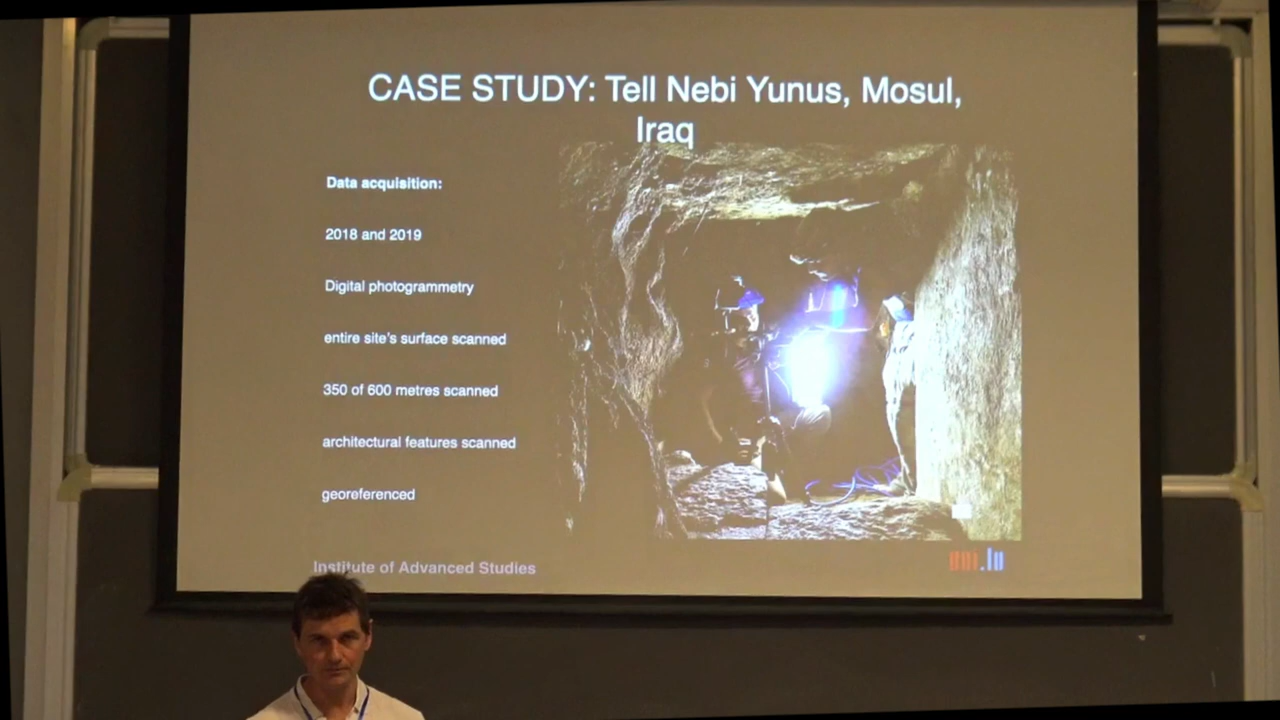 CASE STUDY: Tell Nebi Yunus, Mosul,
Iraq
Data acquisition:
2018 and 2019
Digital photogrammetry
entire site's surface scanned
350 of 600 metres scanned
architectural features scanned
georeferenced
Institute of Advanced Studies
uni.lu